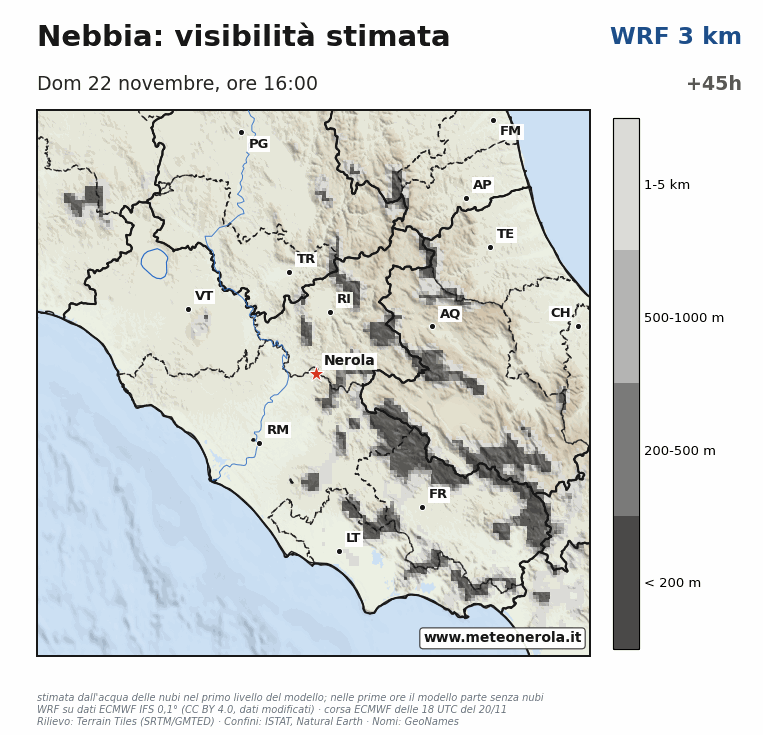 Nebbia: visibilità stimata
WRF 3 km
Dom 22 novembre, ore 16:00
+45h
FM
PG
AP
TE
TR
VT
RI
AQ
CH
Nerola
RM
FR
LT
www.meteonerola.it
1-5 km
500-1000 m
200-500 m
< 200 m
stimata dall'acqua delle nubi nel primo livello del modello; nelle prime ore il modello parte senza nubi
WRF su dati ECMWF IFS 0,1° (CC BY 4.0, dati modificati) · corsa ECMWF delle 18 UTC del 20/11
Rilievo: Terrain Tiles (SRTM/GMTED) · Confini: ISTAT, Natural Earth · Nomi: GeoNames